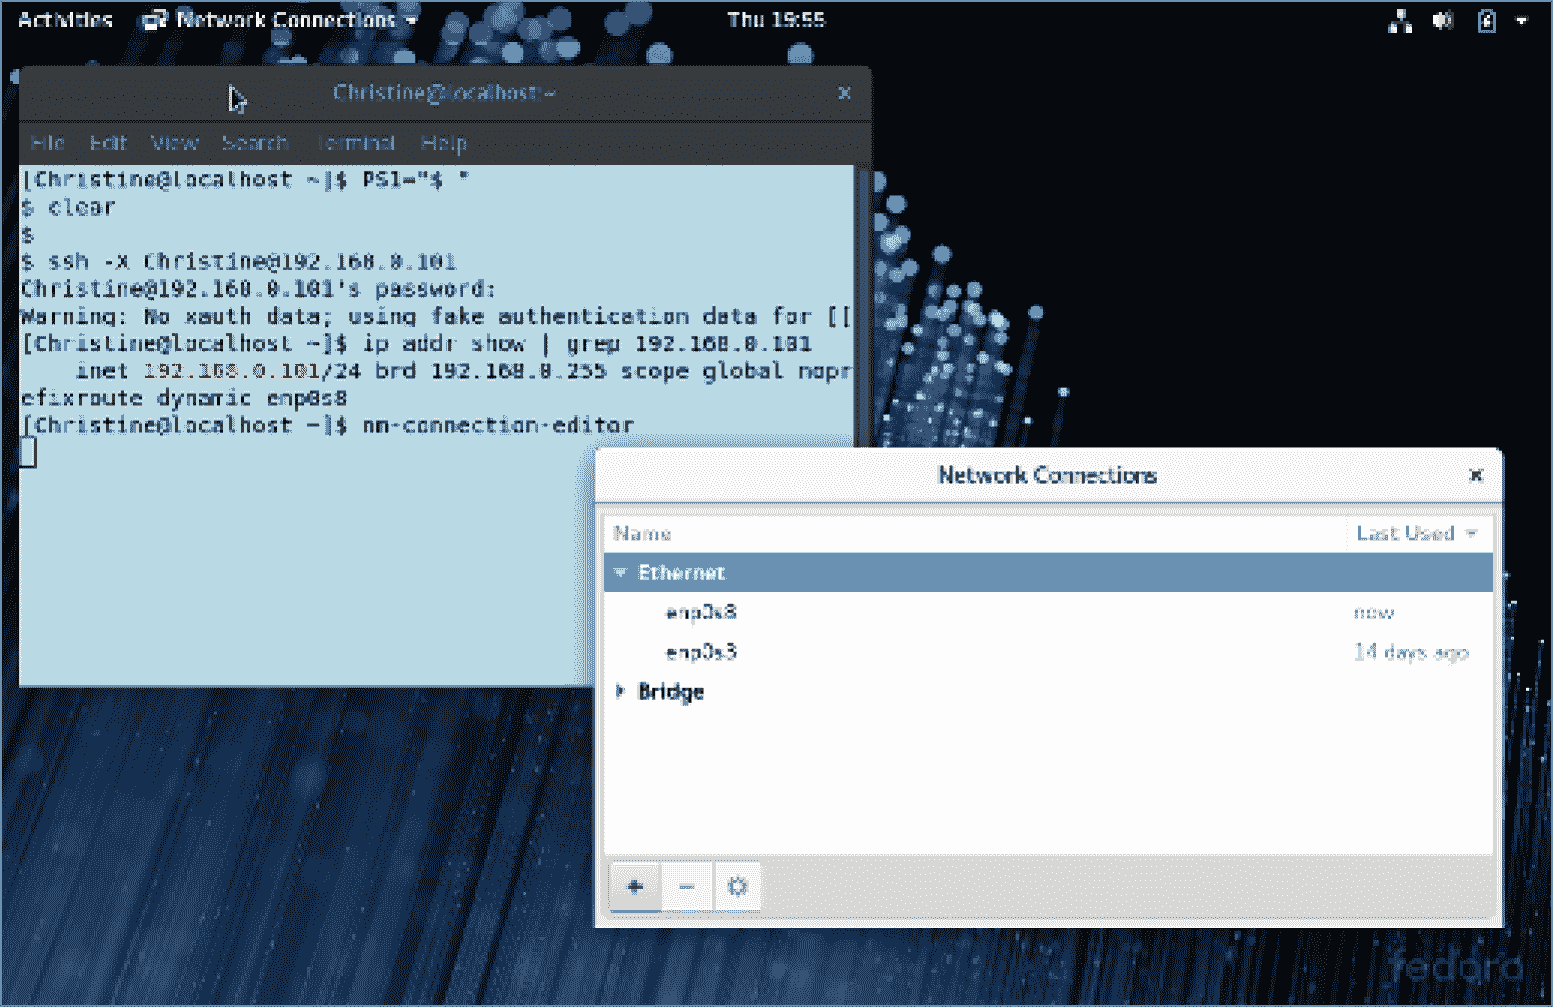 Activities Network Connections Thu 19:55
Christine@localhost:~
File Edit View Search Terminal Help
[Christine@localhost ~]$ PS1="$ "
$ clear
$
$ ssh -X Christine@192.168.0.101
Christine@192.168.0.101's password:
Warning: No xauth data; using fake authentication data for [[
[Christine@localhost ~]$ ip addr show | grep 192.168.0.101
inet 192.168.0.101/24 brd 192.168.0.255 scope global nopr
efixroute dynamic enp0s8
[Christine@localhost ~]$ nm-connection-editor
Network Connections
Name Last Used
Ethernet
enp0s8 now
enp0s3 14 days ago
Bridge
fedora